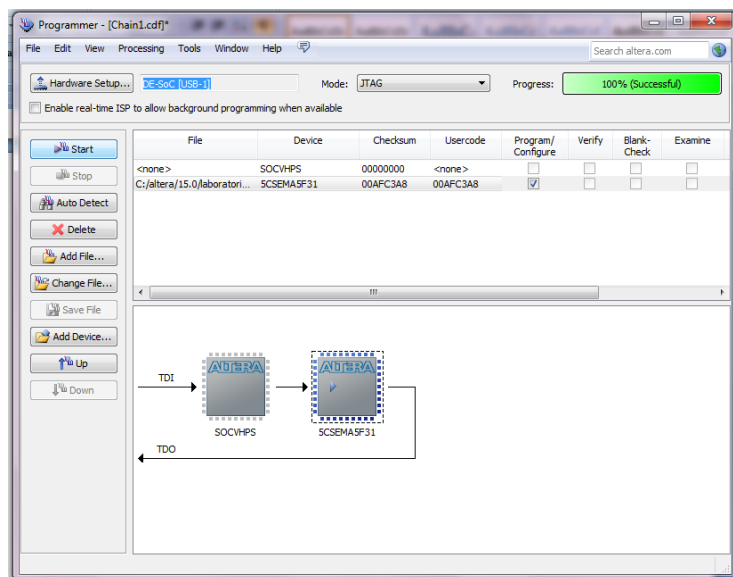 Programmer - [Chain1.cdf]*
File Edit View Processing Tools Window Help
Search altera.com
Hardware Setup... DE-SoC [USB-1] Mode: JTAG Progress: 100% (Successful)
Enable real-time ISP to allow background programming when available
Start
Stop
Auto Detect
Delete
Add File...
Change File...
Save File
Add Device...
Up
Down
File Device Checksum Usercode Program/Configure Verify Blank-Check Examine
<none> SOCVHPS 00000000 <none>
C:/altera/15.0/laboratori... 5CSEMA5F31 00AFC3A8 00AFC3A8
TDI
ALTERA
ALTERA
SOCVHPS
5CSEMA5F31
TDO